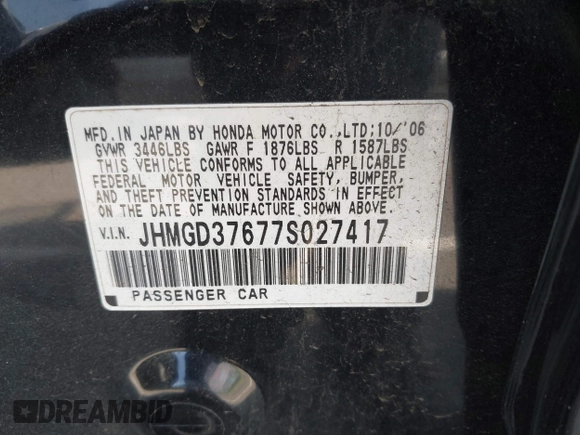 MFD. IN JAPAN BY HONDA MOTOR CO., LTD; 10/'06
GVWR 3446LBS GAWR F 1876LBS R 1587LBS
THIS VEHICLE CONFORMS TO ALL APPLICABLE
FEDERAL MOTOR VEHICLE SAFETY, BUMPER,
AND THEFT PREVENTION STANDARDS IN EFFECT
ON THE DATE OF MANUFACTURE SHOWN ABOVE.
V.I.N. JHMGD37677S027417
PASSENGER CAR
DREAMBID